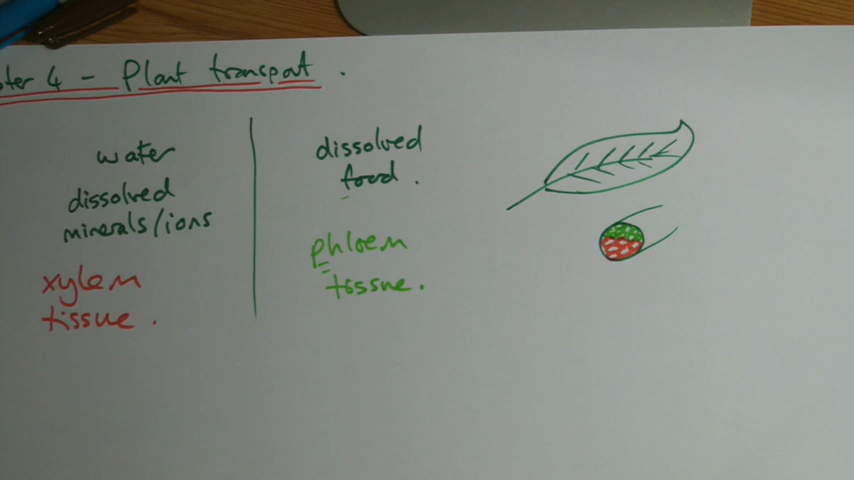 ter 4 - Plant transport .
water
dissolved
minerals/ions
xylem
tissue .
dissolved
food .
phloem
tissue .